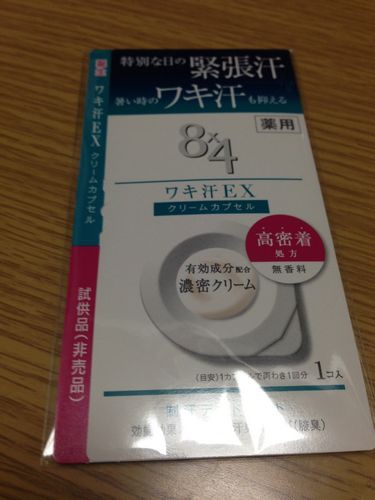 特別な日の 緊張汗
暑い時の ワキ汗 も抑える
薬用
8×4
ワキ汗EX
クリームカプセル
高密着
処方
無香料
有効成分配合
濃密クリーム
(目安)1カプセルで両わき1回分
1コ入
(腋臭)
ワキ汗EX
クリームカプセル
試供品(非売品)